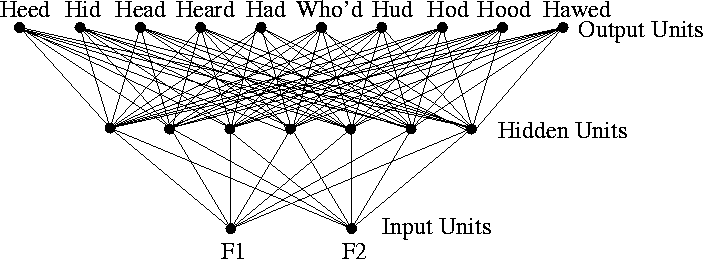 Heed Hid Head Heard Had Who'd Hud Hod Hood Hawed
Output Units
Hidden Units
Input Units
F1 F2